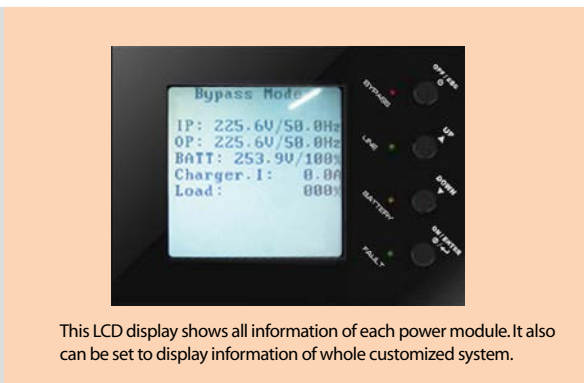 Bypass Mode
IP: 225.6V/50.0Hz
OP: 225.6V/50.0Hz
BATT: 253.9V/100%
Charger.I: 0.0A
Load: 000%
BYPASS
OFF/ESC
LINE
UP
BATTERY
DOWN
FAULT
ON/ENTER
This LCD display shows all information of each power module. It also
can be set to display information of whole customized system.